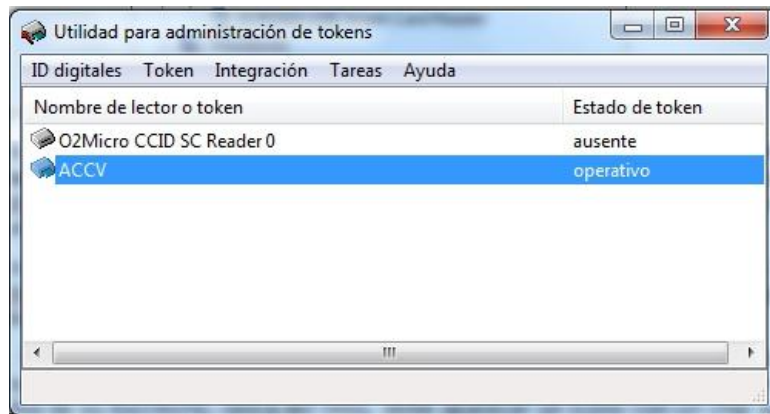 Utilidad para administración de tokens
ID digitales Token Integración Tareas Ayuda
Nombre de lector o token Estado de token
O2Micro CCID SC Reader 0 ausente
ACCV operativo